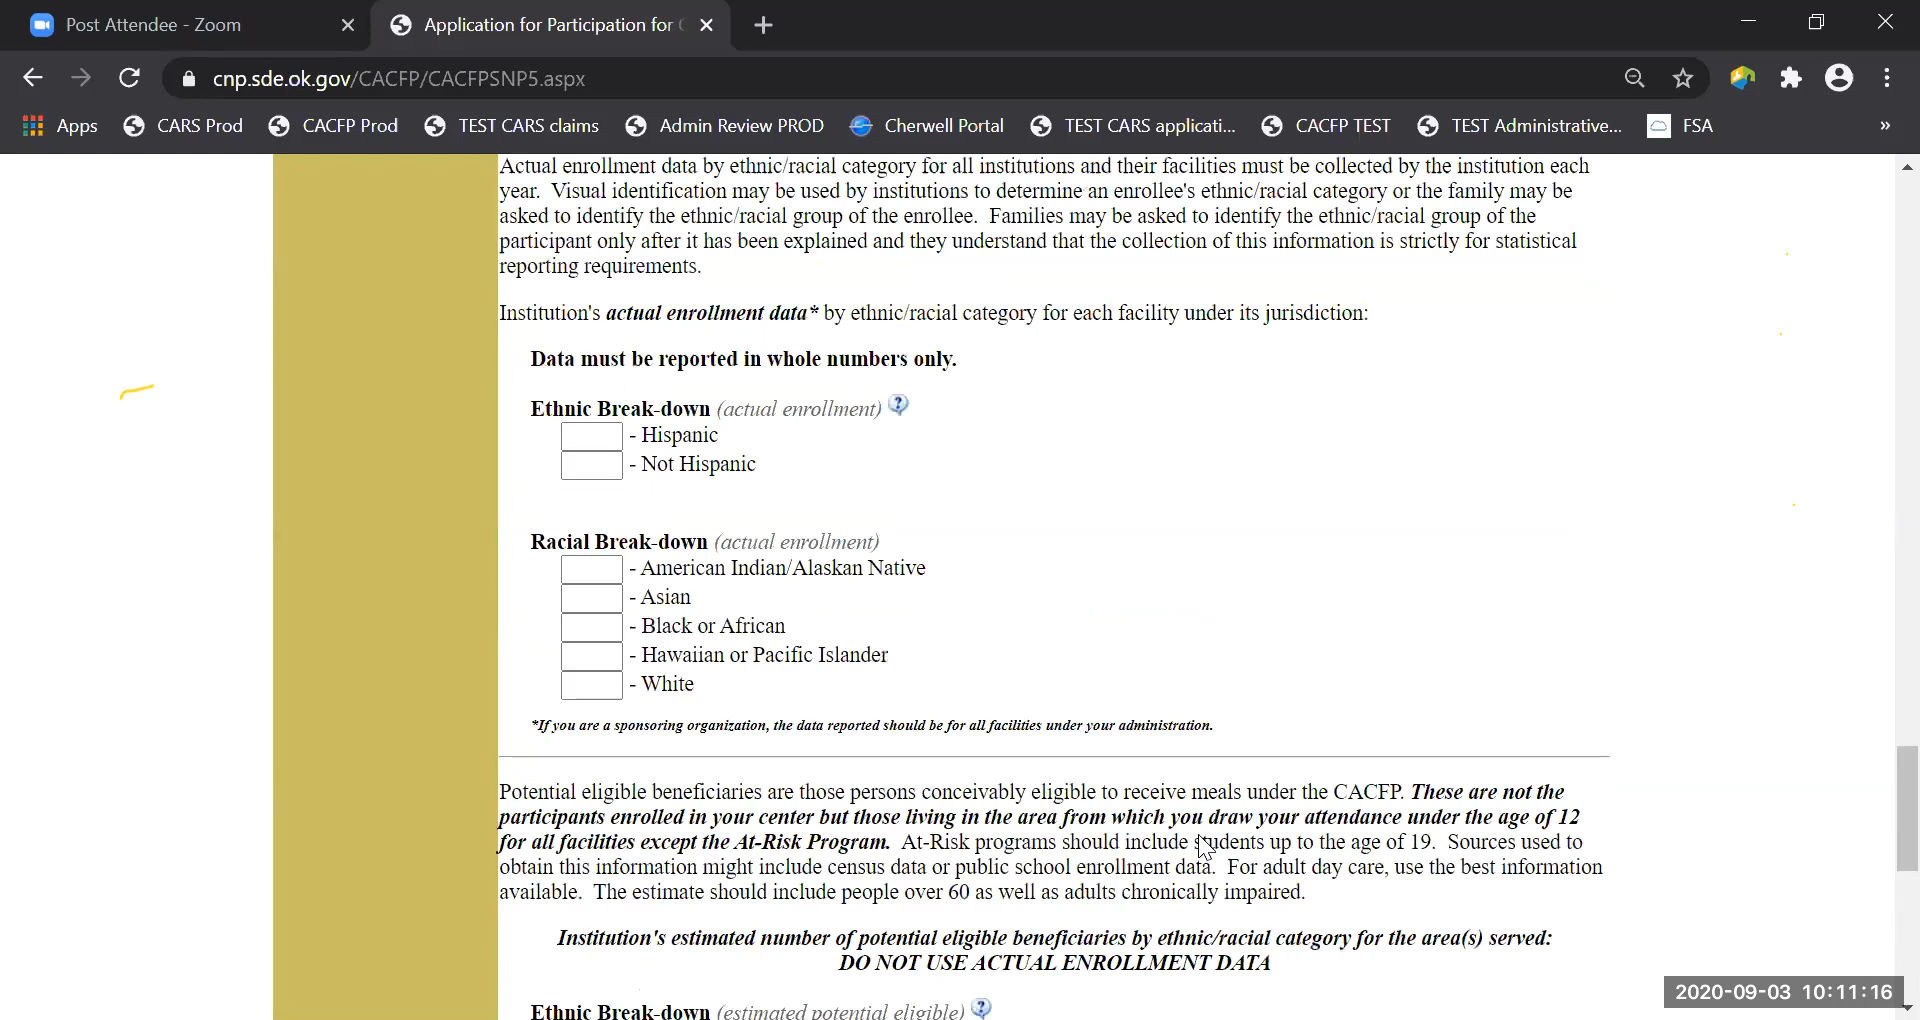 Post Attendee - Zoom
Application for Participation for
cnp.sde.ok.gov/CACFP/CACFPSNP5.aspx
Apps CARS Prod CACFP Prod TEST CARS claims Admin Review PROD Cherwell Portal TEST CARS applicati... CACFP TEST TEST Administrative... FSA »
Actual enrollment data by ethnic/racial category for all institutions and their facilities must be collected by the institution each
year. Visual identification may be used by institutions to determine an enrollee's ethnic/racial category or the family may be
asked to identify the ethnic/racial group of the enrollee. Families may be asked to identify the ethnic/racial group of the
participant only after it has been explained and they understand that the collection of this information is strictly for statistical
reporting requirements.
Institution's actual enrollment data* by ethnic/racial category for each facility under its jurisdiction:
Data must be reported in whole numbers only.
Ethnic Break-down (actual enrollment) ?
- Hispanic
- Not Hispanic
Racial Break-down (actual enrollment)
- American Indian/Alaskan Native
- Asian
- Black or African
- Hawaiian or Pacific Islander
- White
*If you are a sponsoring organization, the data reported should be for all facilities under your administration.
Potential eligible beneficiaries are those persons conceivably eligible to receive meals under the CACFP. These are not the
participants enrolled in your center but those living in the area from which you draw your attendance under the age of 12
for all facilities except the At-Risk Program. At-Risk programs should include students up to the age of 19. Sources used to
obtain this information might include census data or public school enrollment data. For adult day care, use the best information
available. The estimate should include people over 60 as well as adults chronically impaired.
Institution's estimated number of potential eligible beneficiaries by ethnic/racial category for the area(s) served:
DO NOT USE ACTUAL ENROLLMENT DATA
Ethnic Break-down (estimated potential eligible) ?
2020-09-03 10:11:16